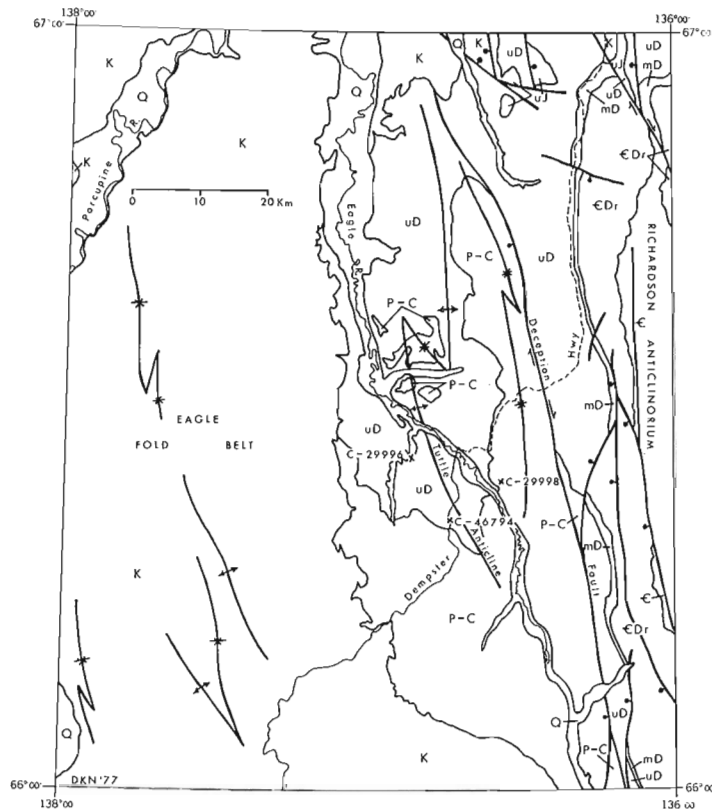 138°00'
136°00'
67°00'
67°00'
K
Q
R.
K
K
Porcupine
0 10 20 Km
EAGLE
FOLD BELT
K
Q
DKN '77
66°00'
138°00'
K
Q
Eagle
R.
uD
P-C
P-C
uD
C-29996
uD
Turtle
Anticline
C-46794
C-29998
Dempster
P-C
K
Q
K
uD
uJ
K
uJ
uD
mD
uD
mD
€Dr
€Dr
P-C
uD
Deception
Fault
Hwy
RICHARDSON ANTICLINORIUM
€
mD
P-C
mD
€
€Dr
Q
uD
P-C
mD
uD
66°00'
136°00'